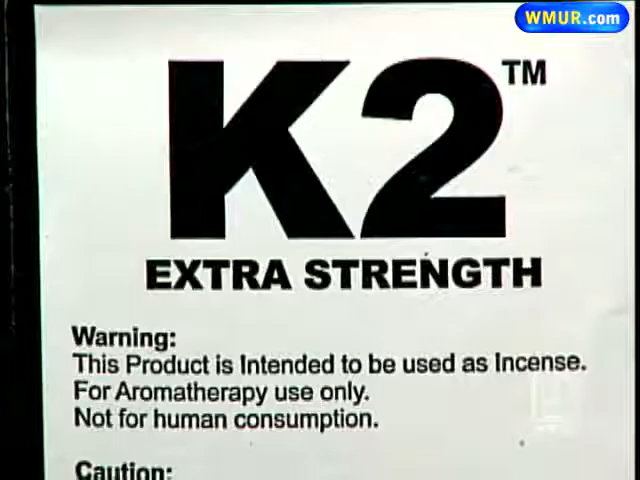 WMUR.com
K2™
EXTRA STRENGTH
Warning:
This Product is Intended to be used as Incense.
For Aromatherapy use only.
Not for human consumption.
Caution: